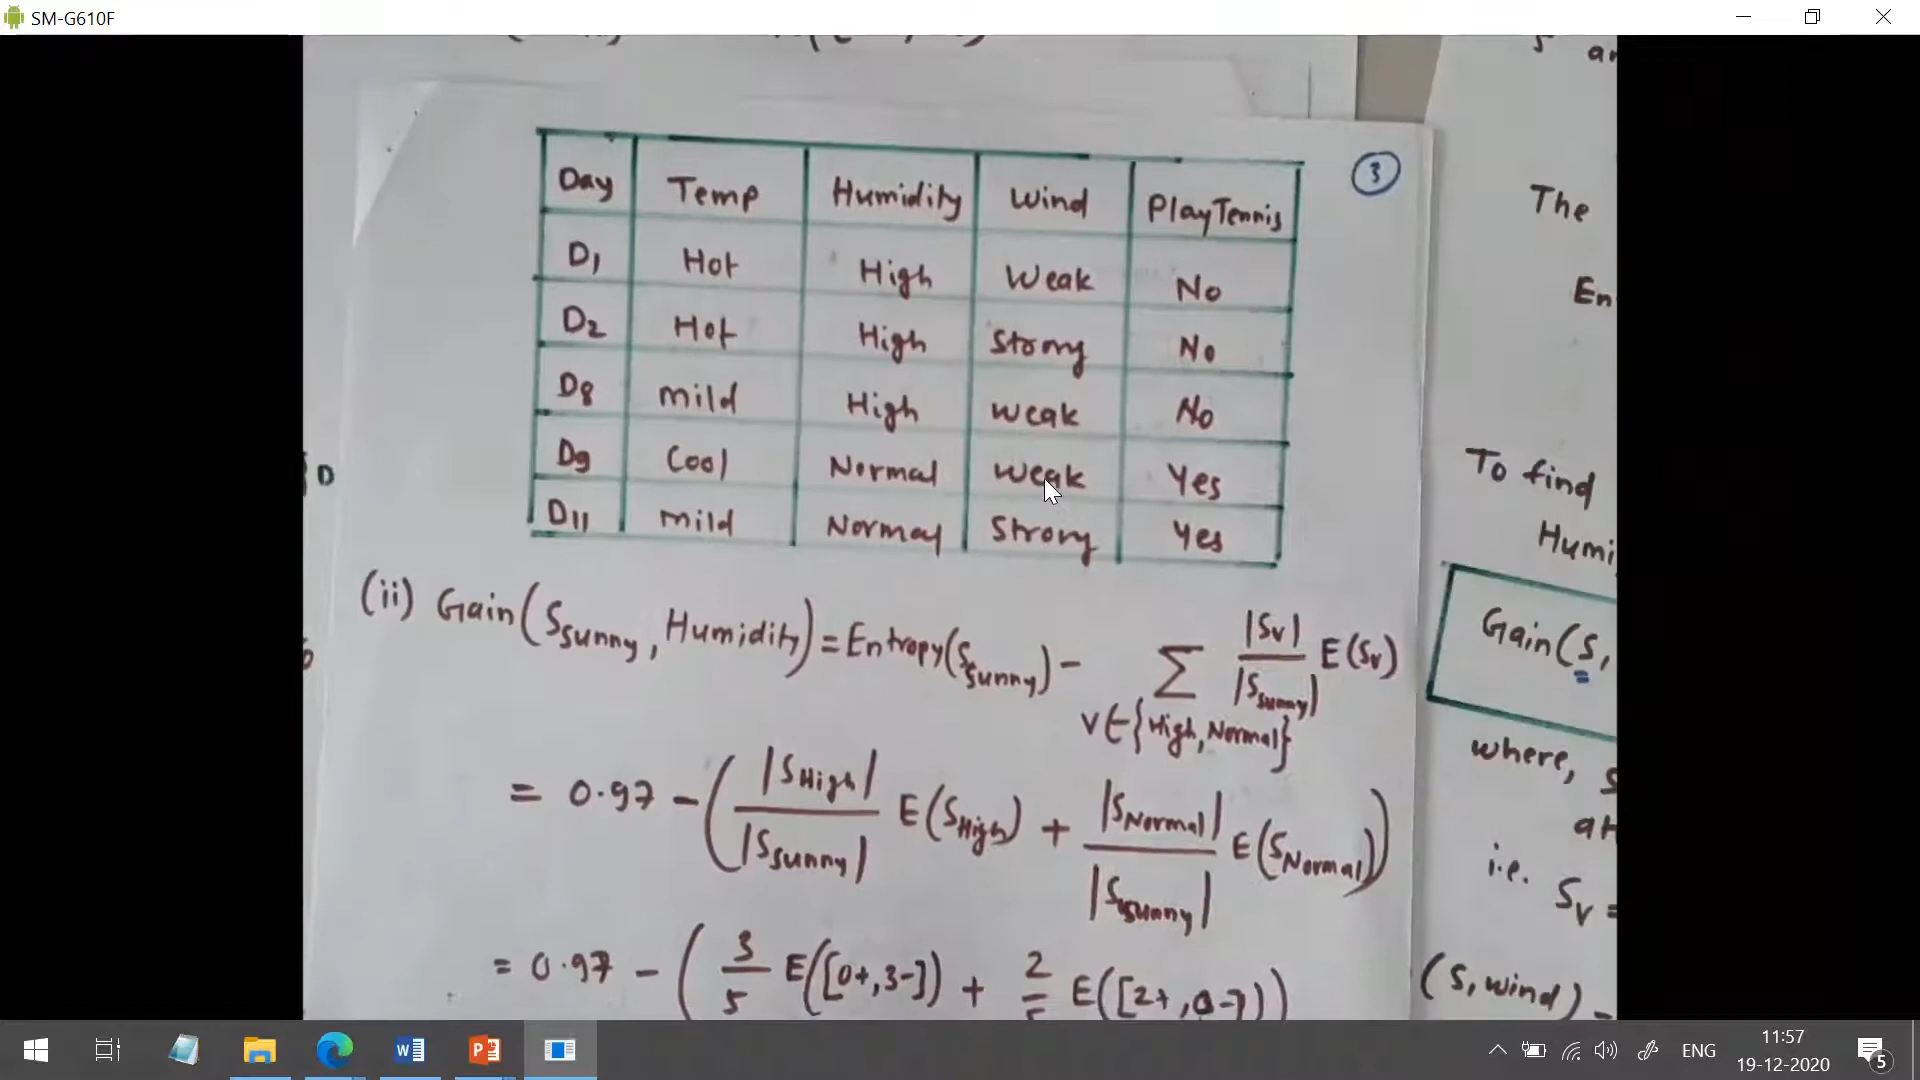 SM-G610F
3
Day Temp Humidity Wind PlayTennis
D1 Hot High Weak No
D2 Hot High Strong No
D8 mild High weak No
D9 Cool Normal weak Yes
D11 mild Normal Strong Yes
(ii) Gain(Ssunny, Humidity) = Entropy(Ssunny) - Σ |Sv| / |Ssunny| E(Sv)
V∈{High, Normal}
= 0.97 - (|SHigh| / |Ssunny| E(SHigh) + |SNormal| / |Ssunny| E(SNormal))
= 0.97 - (3/5 E([0+,3-]) + 2/5 E([2+,0-]))
D
The
En
To find
Humi
Gain(S,
where, S
i.e. Sv =
(S, wind) -
ENG
11:57
19-12-2020
5